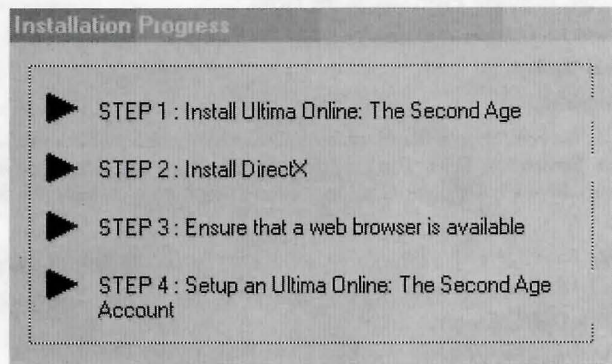 Installation Progress
STEP 1 : Install Ultima Online: The Second Age
STEP 2 : Install DirectX
STEP 3 : Ensure that a web browser is available
STEP 4 : Setup an Ultima Online: The Second Age
Account